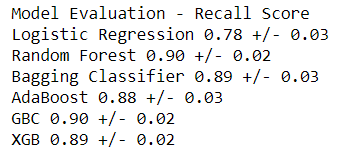 Model Evaluation - Recall Score
Logistic Regression 0.78 +/- 0.03
Random Forest 0.90 +/- 0.02
Bagging Classifier 0.89 +/- 0.03
AdaBoost 0.88 +/- 0.03
GBC 0.90 +/- 0.02
XGB 0.89 +/- 0.02